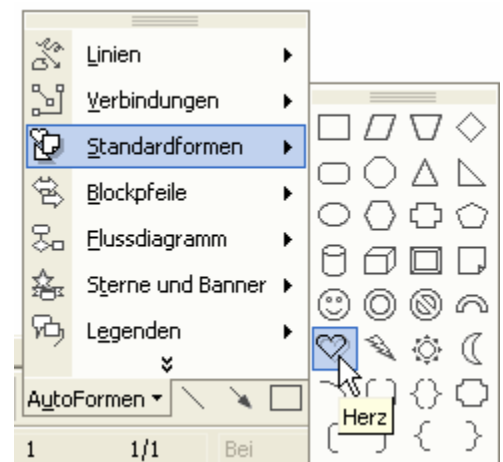 Linien
Verbindungen
Standardformen
Blockpfeile
Flussdiagramm
Sterne und Banner
Legenden
AutoFormen
Herz
1 1/1 Bei